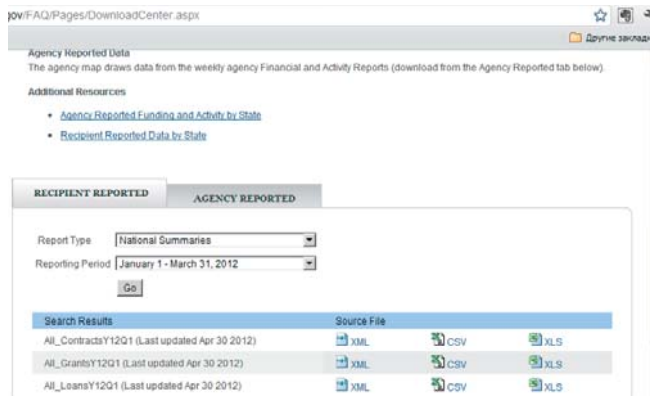 gov/FAQ/Pages/DownloadCenter.aspx
Другие закладк
Agency Reported Data
The agency map draws data from the weekly agency Financial and Activity Reports (download from the Agency Reported tab below).
Additional Resources
Agency Reported Funding and Activity by State
Recipient Reported Data by State
RECIPIENT REPORTED AGENCY REPORTED
Report Type National Summaries
Reporting Period January 1 - March 31, 2012
Go
Search Results Source File
All_ContractsY12Q1 (Last updated Apr 30 2012) XML CSV XLS
All_GrantsY12Q1 (Last updated Apr 30 2012) XML CSV XLS
All_LoansY12Q1 (Last updated Apr 30 2012) XML CSV XLS